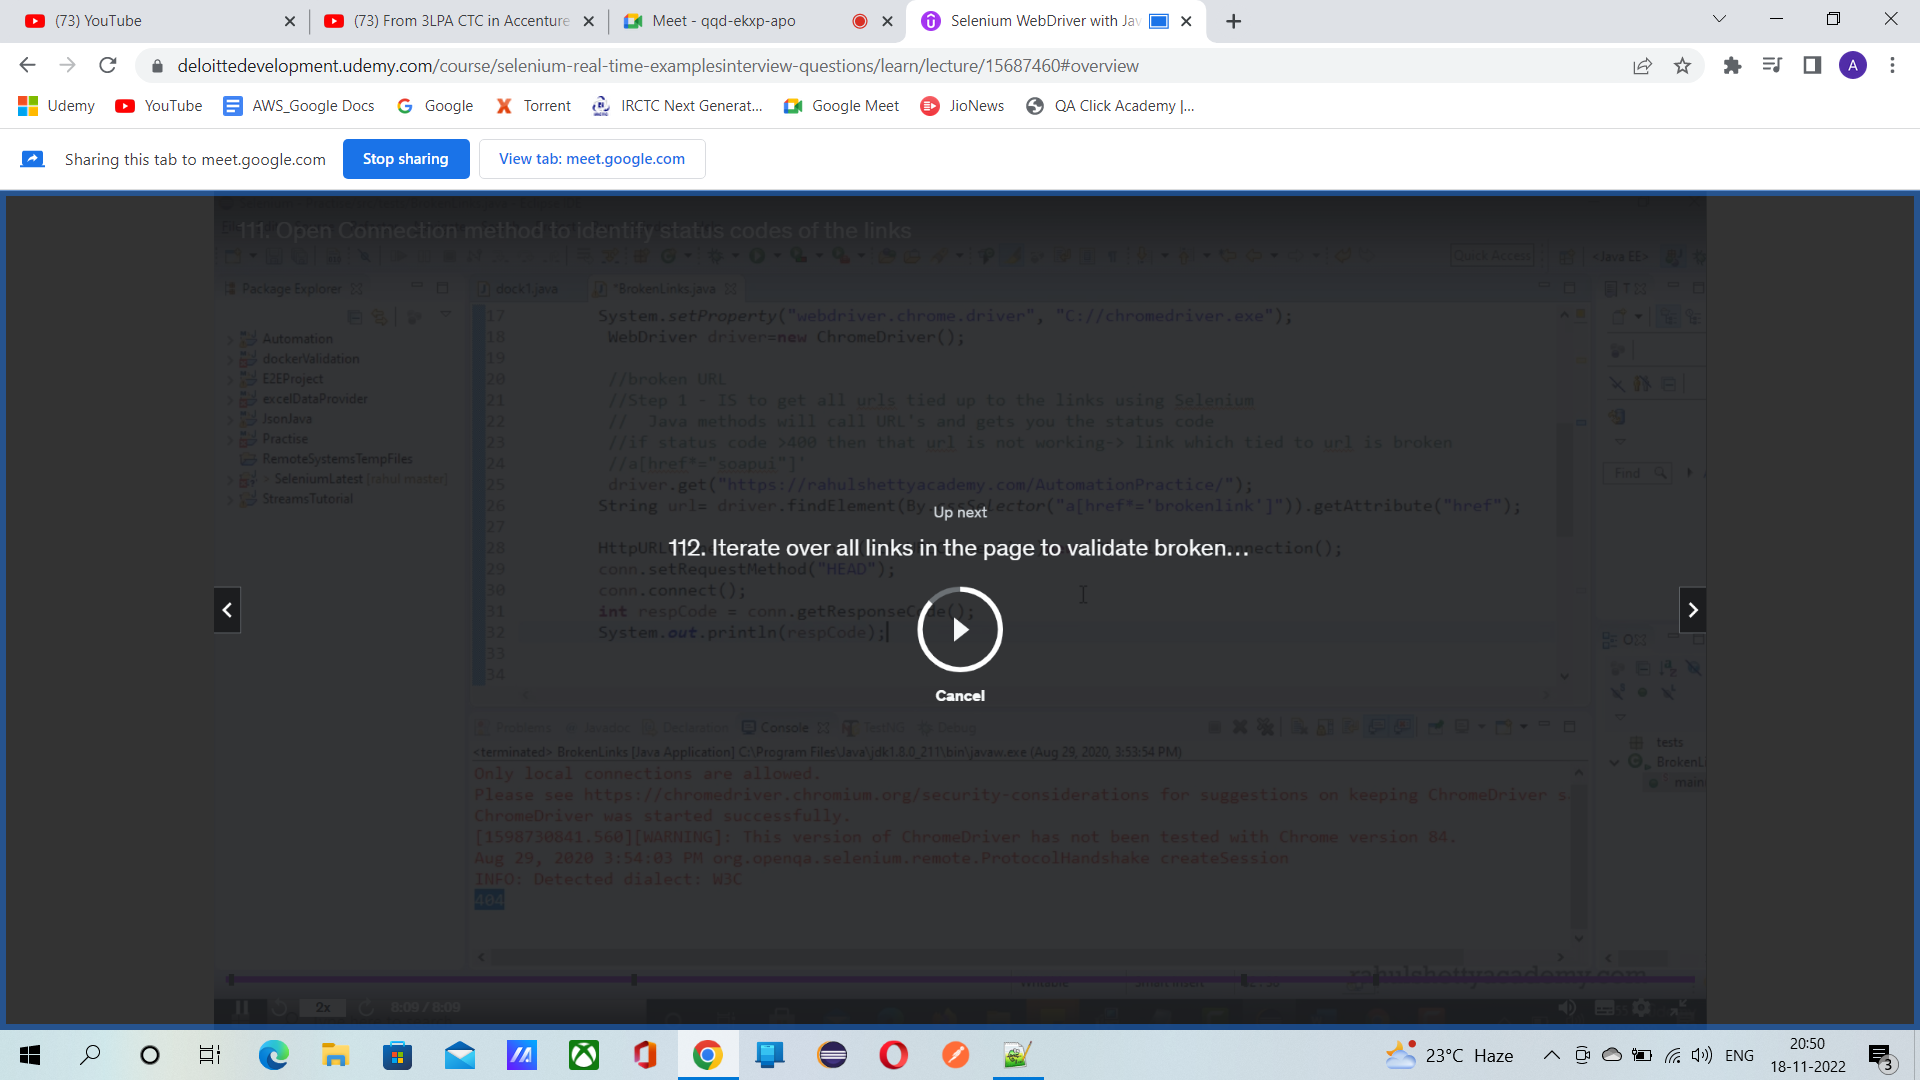 (73) YouTube
(73) From 3LPA CTC in Accenture
Meet - qqd-ekxp-apo
Selenium WebDriver with Jav
deloittedevelopment.udemy.com/course/selenium-real-time-examplesinterview-questions/learn/lecture/15687460#overview
A
Udemy
YouTube
AWS_Google Docs
Google
Torrent
IRCTC Next Generat...
Google Meet
JioNews
QA Click Academy |...
Sharing this tab to meet.google.com
Stop sharing
View tab: meet.google.com
111. Open Connection method to identify status codes of the links
Quick Access
<Java EE>
Package Explorer
dock1.java
*BrokenLinks.java
Automation
dockerValidation
E2EProject
excelDataProvider
JsonJava
Practise
RemoteSystemsTempFiles
> SeleniumLatest [rahul master]
StreamsTutorial
17 System.setProperty("webdriver.chrome.driver", "C://chromedriver.exe");
18 WebDriver driver=new ChromeDriver();
19
20 //broken URL
21 //Step 1 - IS to get all urls tied up to the links using Selenium
22 // Java methods will call URL's and gets you the status code
23 //if status code >400 then that url is not working-> link which tied to url is broken
24 //a[href*="soapui"]'
25 driver.get("https://rahulshettyacademy.com/AutomationPractice/");
26 String url= driver.findElement(By.cssSelector("a[href*='brokenlink']")).getAttribute("href");
27
28 HttpURL
29 conn.setRequestMethod("HEAD");
30 conn.connect();
31 int respCode = conn.getResponseCode();
32 System.out.println(respCode);
33
34
Find
Up next
112. Iterate over all links in the page to validate broken...
Cancel
Problems
Javadoc
Declaration
Console
TestNG
Debug
<terminated> BrokenLinks [Java Application] C:\Program Files\Java\jdk1.8.0_211\bin\javaw.exe (Aug 29, 2020, 3:53:54 PM)
Only local connections are allowed.
Please see https://chromedriver.chromium.org/security-considerations for suggestions on keeping ChromeDriver s
ChromeDriver was started successfully.
[1598730841.560][WARNING]: This version of ChromeDriver has not been tested with Chrome version 84.
Aug 29, 2020 3:54:03 PM org.openqa.selenium.remote.ProtocolHandshake createSession
INFO: Detected dialect: W3C
404
tests
BrokenLi
main
Writable
Smart Insert
rahulshettyacademy.com
2x
8:09 / 8:09
23°C Haze
ENG
20:50
18-11-2022
3